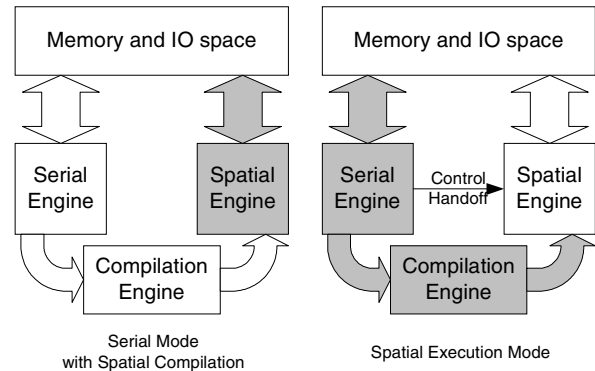 Memory and IO space
Serial
Engine
Spatial
Engine
Compilation
Engine
Serial Mode
with Spatial Compilation
Memory and IO space
Serial
Engine
Control
Handoff
Spatial
Engine
Compilation
Engine
Spatial Execution Mode